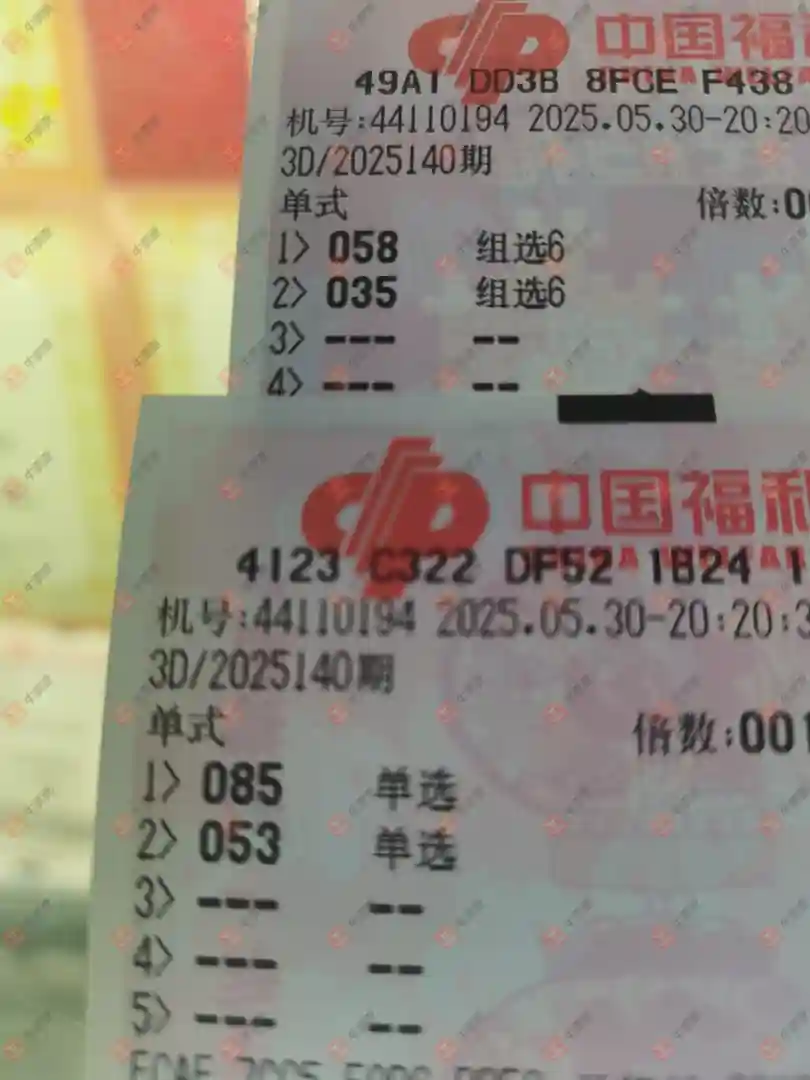 中国福利
49A1 DD3B 8FCE F438
机号:44110194 2025.05.30-20:20
3D/2025140期
单式 倍数:00
1> 058 组选6
2> 035 组选6
3> --- --
4> --- --
中国福利
4123 C322 DF52 1B24 1
机号:44110194 2025.05.30-20:20:3
3D/2025140期
单式 倍数:001
1> 085 单选
2> 053 单选
3> --- --
4> --- --
5> --- --